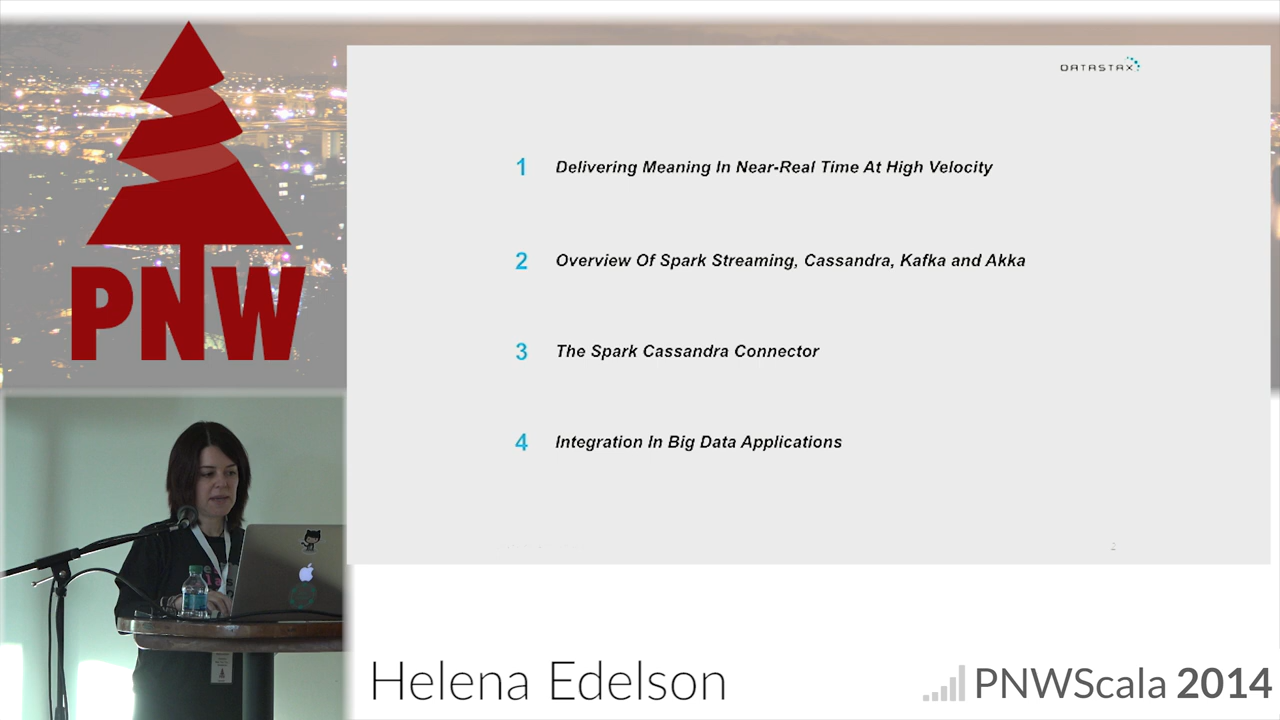 PNW
DATASTAX
1 Delivering Meaning In Near-Real Time At High Velocity
2 Overview Of Spark Streaming, Cassandra, Kafka and Akka
3 The Spark Cassandra Connector
4 Integration In Big Data Applications
2
Helena Edelson
PNWScala 2014